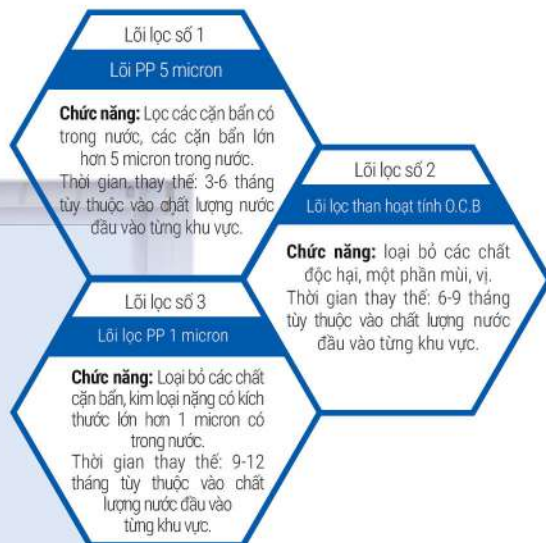 Lõi lọc số 1
Lõi PP 5 micron
Chức năng: Lọc các cặn bẩn có
trong nước, các cặn bẩn lớn
hơn 5 micron trong nước.
Thời gian thay thế: 3-6 tháng
tùy thuộc vào chất lượng nước
đầu vào từng khu vực.
Lõi lọc số 2
Lõi lọc than hoạt tính O.C.B
Chức năng: loại bỏ các chất
độc hại, một phần mùi, vị.
Thời gian thay thế: 6-9 tháng
tùy thuộc vào chất lượng nước
đầu vào từng khu vực.
Lõi lọc số 3
Lõi lọc PP 1 micron
Chức năng: Loại bỏ các chất
cặn bẩn, kim loại nặng có kích
thước lớn hơn 1 micron có
trong nước.
Thời gian thay thế: 9-12
tháng tùy thuộc vào chất
lượng nước đầu vào
từng khu vực.